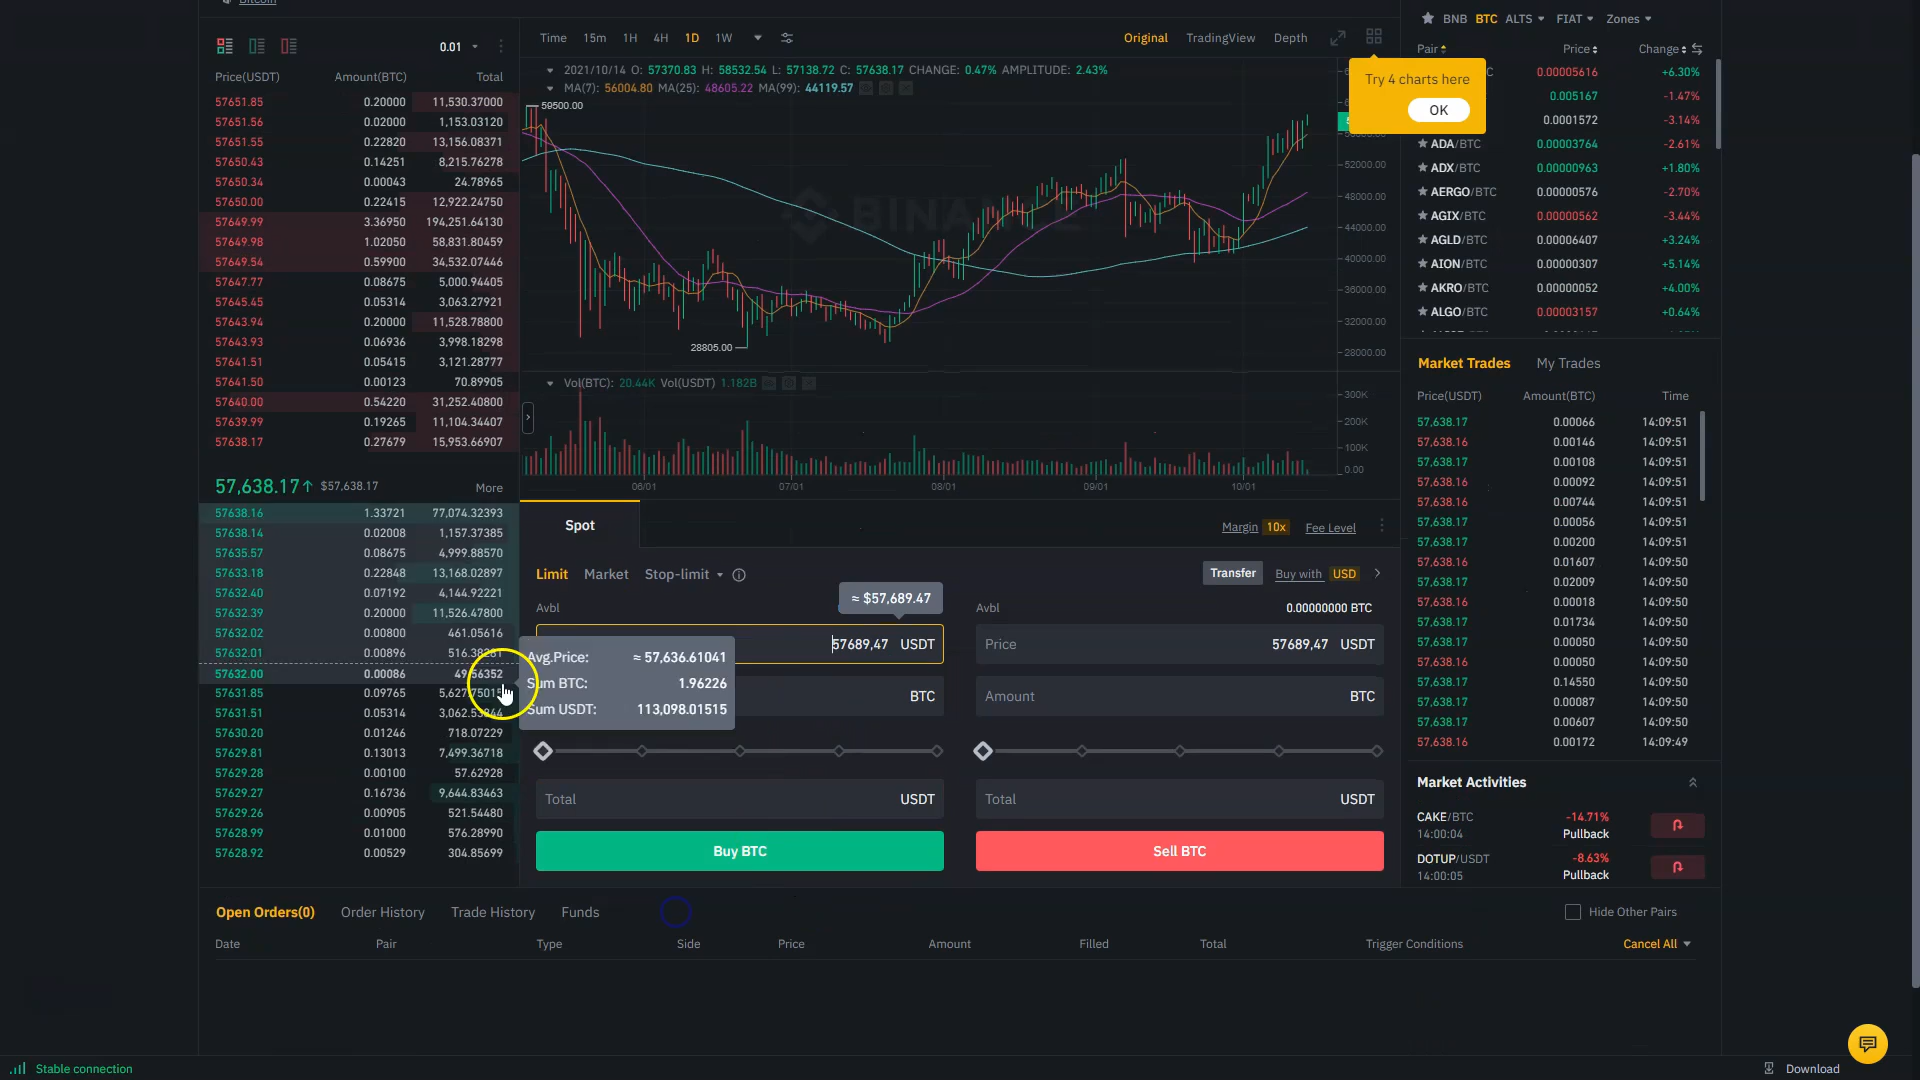 Bitcoin
0.01
Price(USDT) Amount(BTC) Total
57651.85 0.20000 11,530.37000
57651.56 0.02000 1,153.03120
57651.55 0.22820 13,156.08371
57650.43 0.14251 8,215.76278
57650.34 0.00043 24.78965
57650.00 0.22415 12,922.24750
57649.99 3.36950 194,251.64130
57649.98 1.02050 58,831.80459
57649.54 0.59900 34,532.07446
57647.77 0.08675 5,000.94405
57645.45 0.05314 3,063.27921
57643.94 0.20000 11,528.78800
57643.93 0.06936 3,998.18298
57641.51 0.05415 3,121.28777
57641.50 0.00123 70.89905
57640.00 0.54220 31,252.40800
57639.99 0.19265 11,104.34407
57638.17 0.27679 15,953.66907
57,638.17↑ $57,638.17 More
57638.16 1.33721 77,074.32393
57638.14 0.02008 1,157.37385
57635.57 0.08675 4,999.88570
57633.18 0.22848 13,168.02897
57632.40 0.07192 4,144.92221
57632.39 0.20000 11,526.47800
57632.02 0.00800 461.05616
57632.01 0.00896 516.38281
57632.00 0.00086 49.56352
57631.85 0.09765 5,627.75015
57631.51 0.05314 3,062.53844
57630.20 0.01246 718.07229
57629.81 0.13013 7,499.36718
57629.28 0.00100 57.62928
57629.27 0.16736 9,644.83463
57629.26 0.00905 521.54480
57628.99 0.01000 576.28990
57628.92 0.00529 304.85699
Time 15m 1H 4H 1D 1W
Original TradingView Depth
2021/10/14 O: 57370.83 H: 58532.54 L: 57138.72 C: 57638.17 CHANGE: 0.47% AMPLITUDE: 2.43%
MA(7): 56004.80 MA(25): 48605.22 MA(99): 44119.57
59500.00
BINANCE
28805.00
52000.00
48000.00
44000.00
40000.00
36000.00
32000.00
28000.00
Vol(BTC): 20.44K Vol(USDT) 1.182B
300K
200K
100K
0.00
06/01 07/01 08/01 09/01 10/01
Try 4 charts here
OK
Spot
Margin 10x Fee Level
Limit Market Stop-limit
Transfer Buy with USD
Avbl
≈ $57,689.47
57689,47 USDT
Avg.Price: ≈ 57,636.61041
Sum BTC: 1.96226
Sum USDT: 113,098.01515
BTC
Total USDT
Buy BTC
Avbl 0.00000000 BTC
Price 57689,47 USDT
Amount BTC
Total USDT
Sell BTC
BNB BTC ALTS FIAT Zones
Pair Price Change
C 0.00005616 +6.30%
0.005167 -1.47%
0.0001572 -3.14%
ADA/BTC 0.00003764 -2.61%
ADX/BTC 0.00000963 +1.80%
AERGO/BTC 0.00000576 -2.70%
AGIX/BTC 0.00000562 -3.44%
AGLD/BTC 0.00006407 +3.24%
AION/BTC 0.00000307 +5.14%
AKRO/BTC 0.00000052 +4.00%
ALGO/BTC 0.00003157 +0.64%
Market Trades My Trades
Price(USDT) Amount(BTC) Time
57,638.17 0.00066 14:09:51
57,638.16 0.00146 14:09:51
57,638.17 0.00108 14:09:51
57,638.16 0.00092 14:09:51
57,638.16 0.00744 14:09:51
57,638.17 0.00056 14:09:51
57,638.17 0.00200 14:09:51
57,638.16 0.01607 14:09:50
57,638.17 0.02009 14:09:50
57,638.16 0.00018 14:09:50
57,638.17 0.01734 14:09:50
57,638.17 0.00050 14:09:50
57,638.16 0.00050 14:09:50
57,638.17 0.14550 14:09:50
57,638.17 0.00087 14:09:50
57,638.17 0.00607 14:09:50
57,638.16 0.00172 14:09:49
Market Activities
CAKE/BTC -14.71%
14:00:04 Pullback
DOTUP/USDT -8.63%
14:00:05 Pullback
Open Orders(0) Order History Trade History Funds
Hide Other Pairs
Date Pair Type Side Price Amount Filled Total Trigger Conditions Cancel All
Stable connection
Download